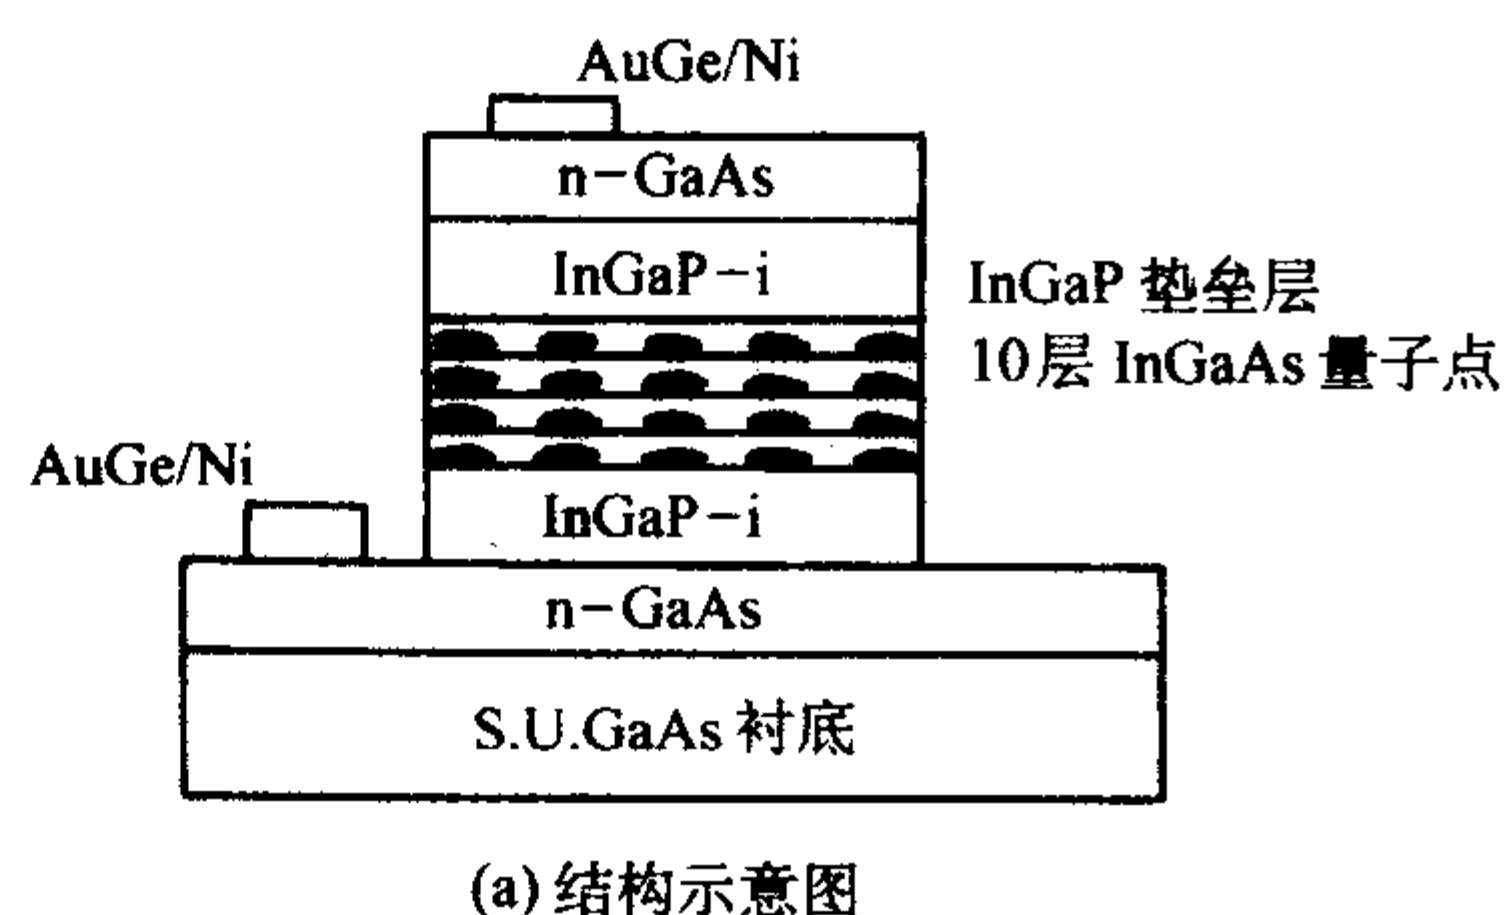 AuGe/Ni
n-GaAs
InGaP-i
InGaP 垫垒层
10层 InGaAs 量子点
AuGe/Ni
InGaP-i
n-GaAs
S.U.GaAs 衬底
(a) 结构示意图